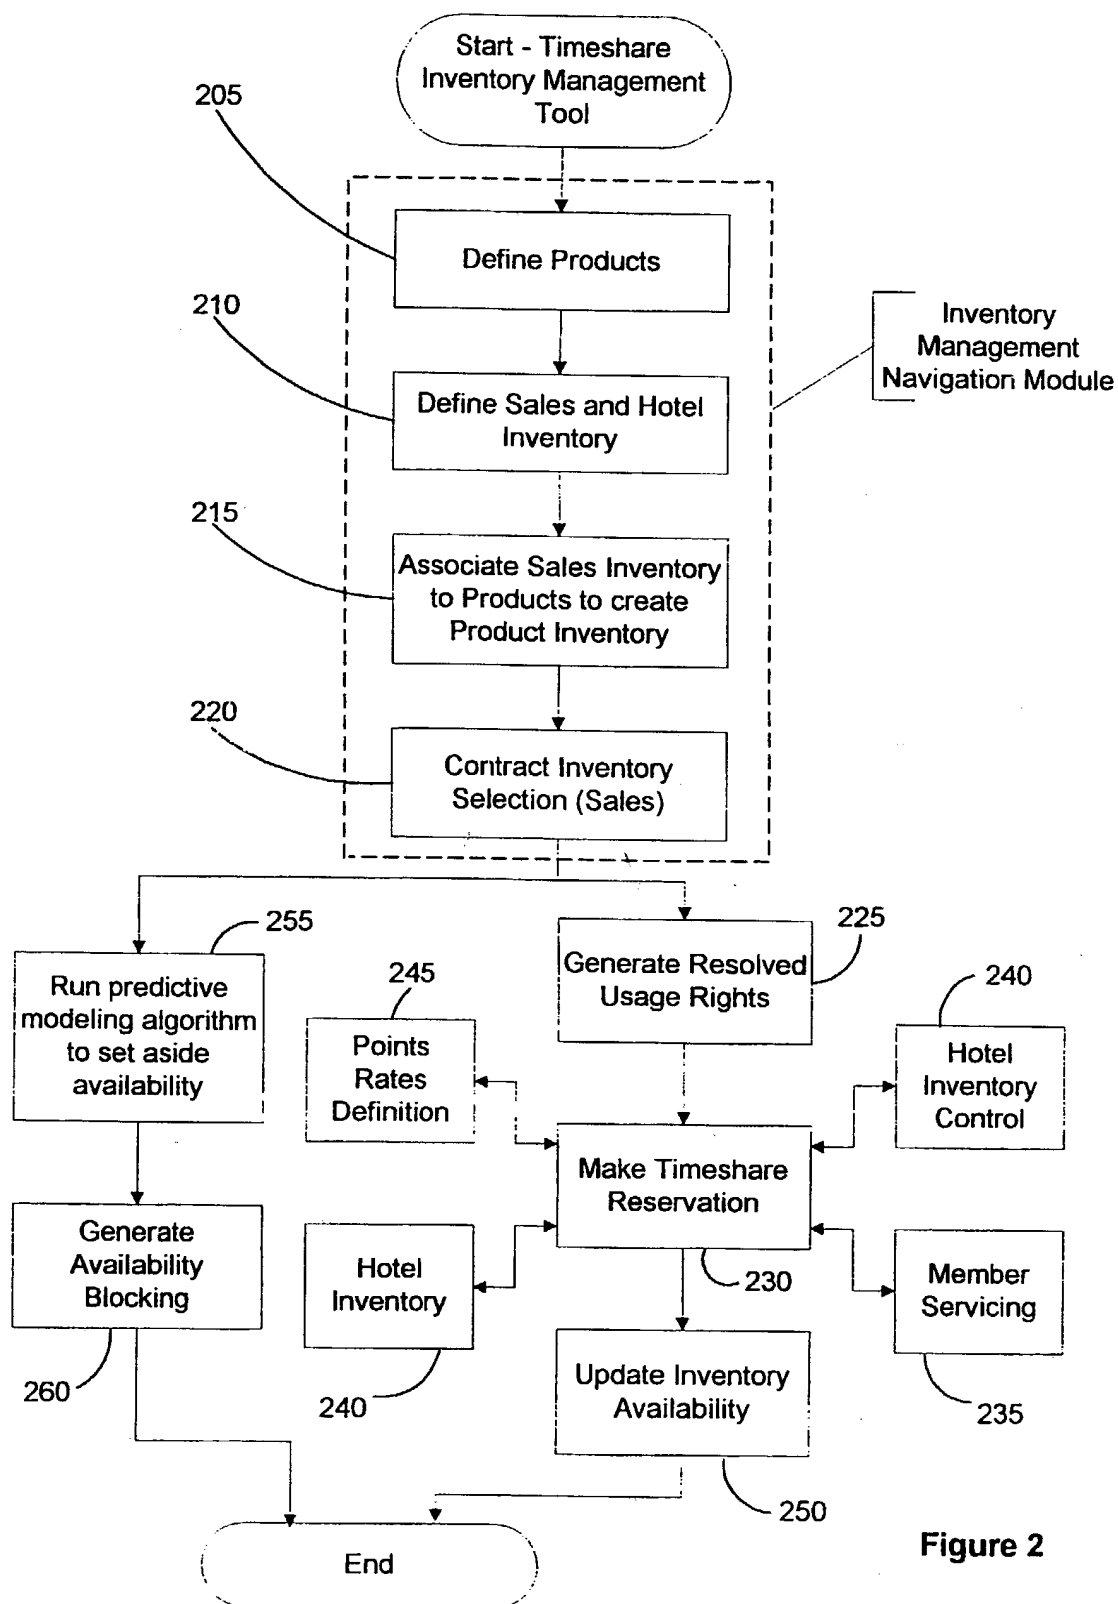 Start - Timeshare
Inventory Management
Tool
205
Define Products
210
Inventory
Management
Navigation Module
Define Sales and Hotel
Inventory
215
Associate Sales Inventory
to Products to create
Product Inventory
220
Contract Inventory
Selection (Sales)
255
225
Run predictive
modeling algorithm
to set aside
availability
245
Points
Rates
Definition
Generate Resolved
Usage Rights
240
Hotel
Inventory
Control
Make Timeshare
Reservation
Generate
Availability
Blocking
Hotel
Inventory
230
Member
Servicing
260
240
Update Inventory
Availability
235
250
End
Figure 2